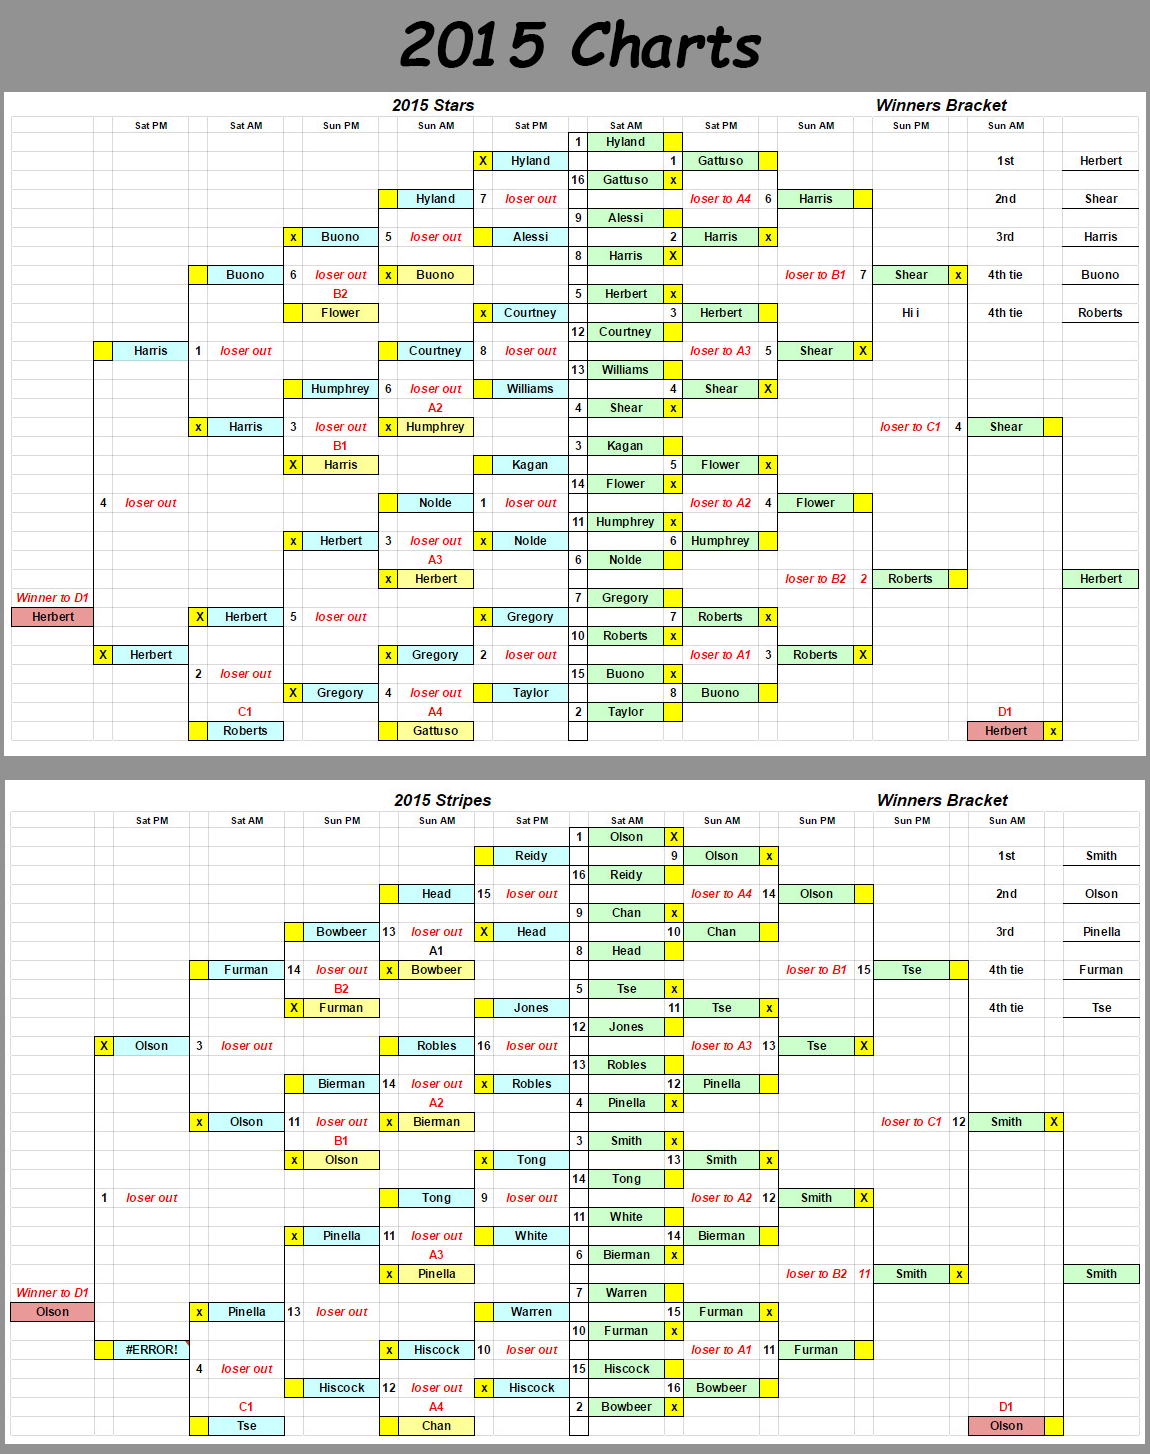 2015 Charts
2015 Stars Winners Bracket
Sat PM Sat AM Sun PM Sun AM Sat PM Sat AM Sat PM Sun AM Sun PM Sun AM
1 Hyland
X Hyland 1 Gattuso 1st Herbert
16 Gattuso x
Hyland 7 loser out loser to A4 6 Harris 2nd Shear
9 Alessi
x Buono 5 loser out Alessi 2 Harris x 3rd Harris
8 Harris X
Buono 6 loser out x Buono loser to B1 7 Shear x 4th tie Buono
B2 5 Herbert x
Flower x Courtney 3 Herbert Hi i 4th tie Roberts
12 Courtney
Harris 1 loser out Courtney 8 loser out loser to A3 5 Shear X
13 Williams
Humphrey 6 loser out Williams 4 Shear X
A2 4 Shear x
x Harris 3 loser out x Humphrey loser to C1 4 Shear
B1 3 Kagan
X Harris Kagan 5 Flower x
14 Flower x
4 loser out Nolde 1 loser out loser to A2 4 Flower
11 Humphrey x
x Herbert 3 loser out x Nolde 6 Humphrey
A3 6 Nolde
x Herbert loser to B2 2 Roberts Herbert
Winner to D1 7 Gregory
Herbert X Herbert 5 loser out x Gregory 7 Roberts x
10 Roberts x
X Herbert x Gregory 2 loser out loser to A1 3 Roberts X
2 loser out 15 Buono x
X Gregory 4 loser out Taylor 8 Buono
C1 A4 2 Taylor D1
Roberts Gattuso Herbert x
2015 Stripes Winners Bracket
Sat PM Sat AM Sun PM Sun AM Sat PM Sat AM Sun AM Sun PM Sun PM Sun AM
1 Olson X
Reidy 9 Olson x 1st Smith
16 Reidy
Head 15 loser out loser to A4 14 Olson 2nd Olson
9 Chan x
Bowbeer 13 loser out X Head 10 Chan 3rd Pinella
A1 8 Head
Furman 14 loser out x Bowbeer loser to B1 15 Tse 4th tie Furman
B2 5 Tse x
X Furman Jones 11 Tse x 4th tie Tse
12 Jones
X Olson 3 loser out Robles 16 loser out loser to A3 13 Tse X
13 Robles
Bierman 14 loser out x Robles 12 Pinella
A2 4 Pinella x
x Olson 11 loser out x Bierman loser to C1 12 Smith X
B1 3 Smith x
x Olson x Tong 13 Smith x
14 Tong
1 loser out Tong 9 loser out loser to A2 12 Smith X
11 White
x Pinella 11 loser out White 14 Bierman
A3 6 Bierman x
x Pinella loser to B2 11 Smith x Smith
Winner to D1 7 Warren
Olson x Pinella 13 loser out Warren 15 Furman x
10 Furman x
#ERROR! x Hiscock 10 loser out loser to A1 11 Furman
4 loser out 15 Hiscock
Hiscock 12 loser out x Hiscock 16 Bowbeer
C1 A4 2 Bowbeer x D1
Tse Chan Olson